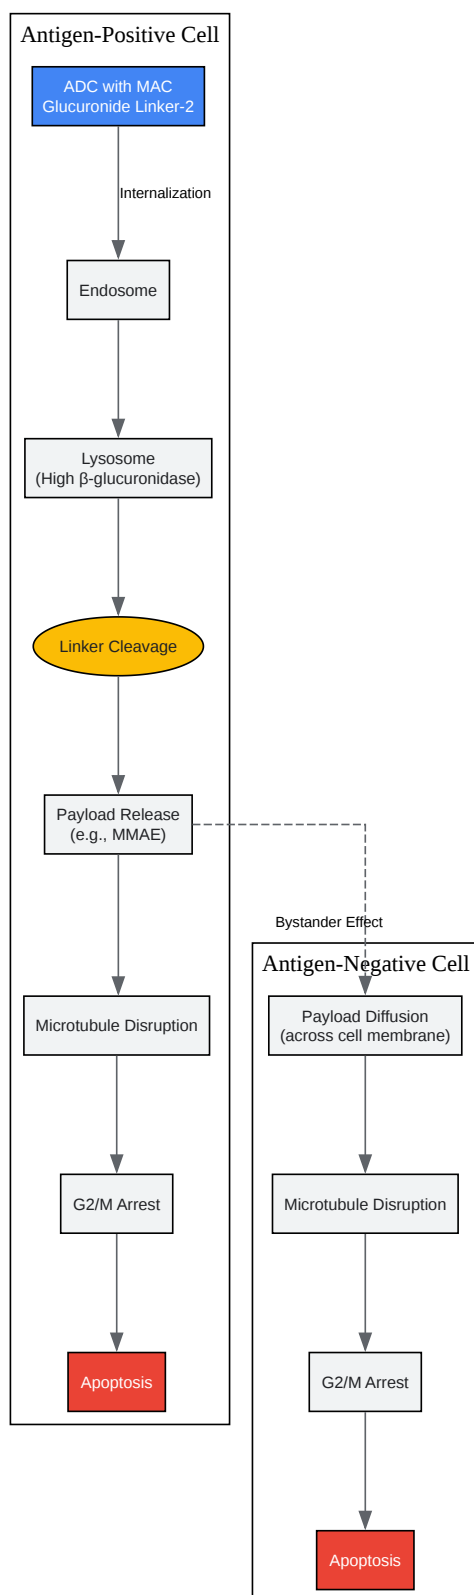 Antigen-Positive Cell
ADC with MAC
Glucuronide Linker-2
Internalization
Endosome
Lysosome
(High β-glucuronidase)
Linker Cleavage
Payload Release
(e.g., MMAE)
Microtubule Disruption
G2/M Arrest
Apoptosis
Bystander Effect
Antigen-Negative Cell
Payload Diffusion
(across cell membrane)
Microtubule Disruption
G2/M Arrest
Apoptosis